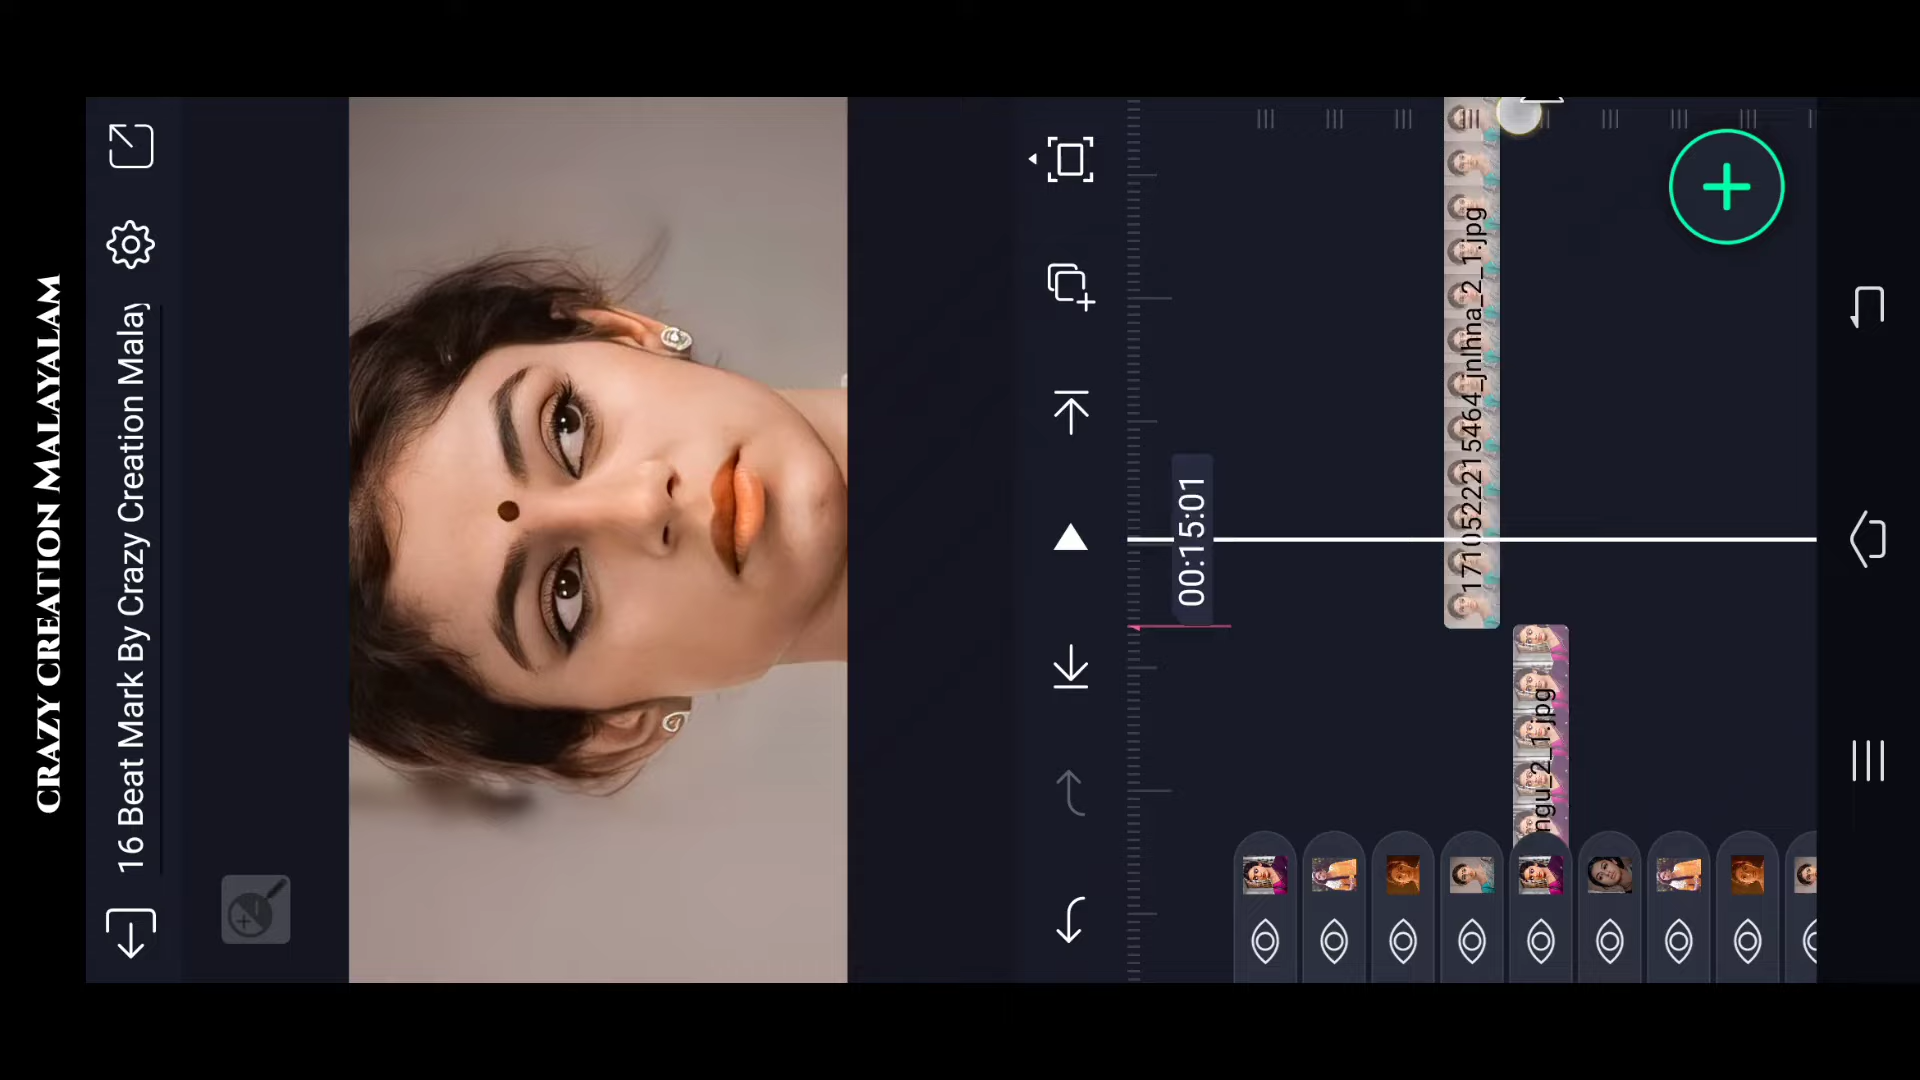 CRAZY CREATION MALAYALAM
16 Beat Mark By Crazy Creation Malay
00:15:01
1710522215464_jnlhna_2_1.jpg
ngu_2_1.jpg